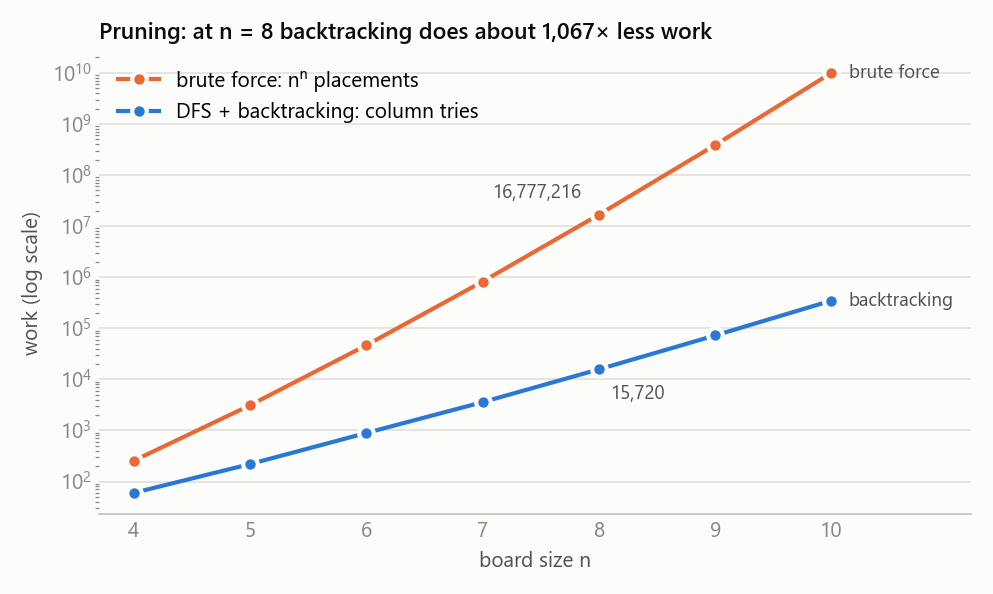 Pruning: at n = 8 backtracking does about 1,067× less work
brute force: nⁿ placements
DFS + backtracking: column tries
10¹⁰
10⁹
10⁸
10⁷
10⁶
10⁵
10⁴
10³
10²
work (log scale)
brute force
16,777,216
backtracking
15,720
4 5 6 7 8 9 10
board size n